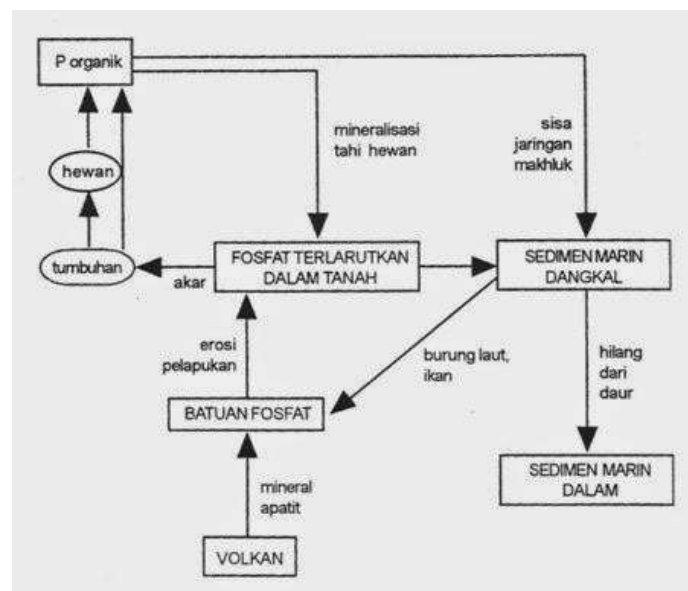 P organik
mineralisasi
tahi hewan
sisa
jaringan
makhluk
hewan
tumbuhan
akar
FOSFAT TERLARUTKAN
DALAM TANAH
SEDIMEN MARIN
DANGKAL
erosi
pelapukan
burung laut,
ikan
hilang
dari
daur
BATUAN FOSFAT
SEDIMEN MARIN
DALAM
mineral
apatit
VOLKAN